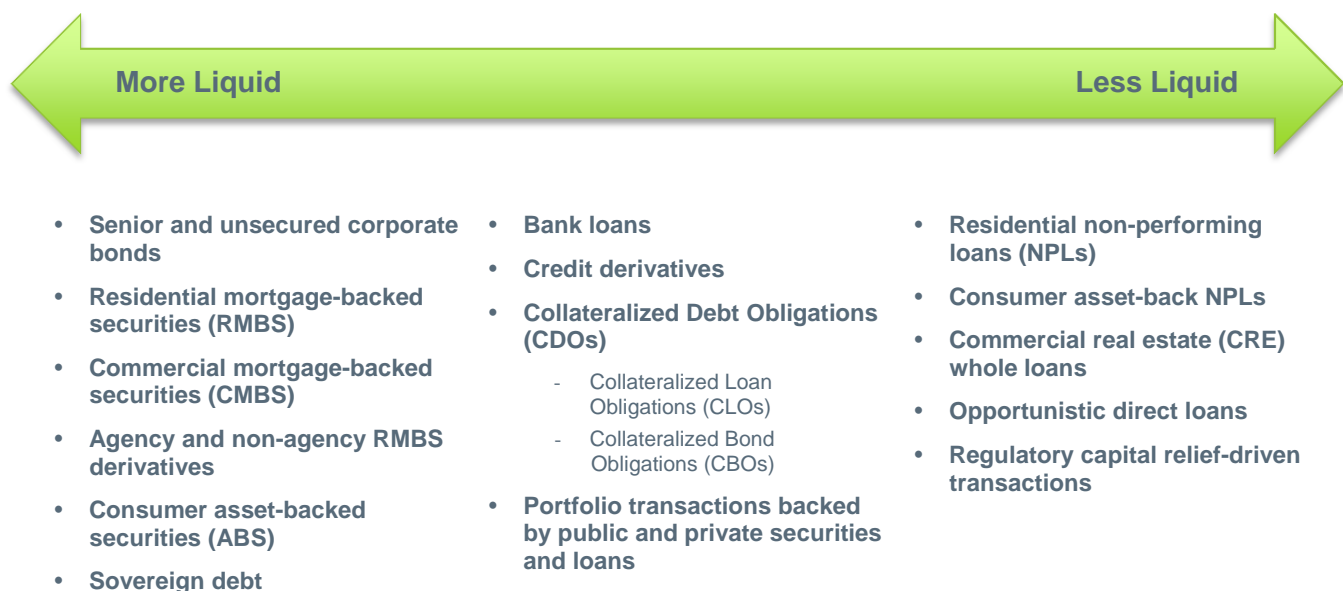 More Liquid
Less Liquid
• Senior and unsecured corporate
bonds
• Residential mortgage-backed
securities (RMBS)
• Commercial mortgage-backed
securities (CMBS)
• Agency and non-agency RMBS
derivatives
• Consumer asset-backed
securities (ABS)
• Sovereign debt
• Bank loans
• Credit derivatives
• Collateralized Debt Obligations
(CDOs)
- Collateralized Loan
Obligations (CLOs)
- Collateralized Bond
Obligations (CBOs)
• Portfolio transactions backed
by public and private securities
and loans
• Residential non-performing
loans (NPLs)
• Consumer asset-back NPLs
• Commercial real estate (CRE)
whole loans
• Opportunistic direct loans
• Regulatory capital relief-driven
transactions